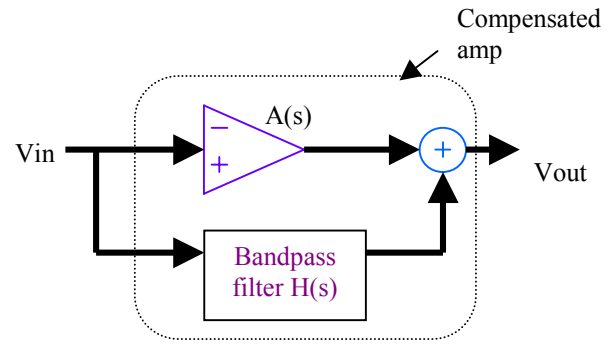 Compensated
amp
A(s)
−
+
+
Vin
Vout
Bandpass
filter H(s)